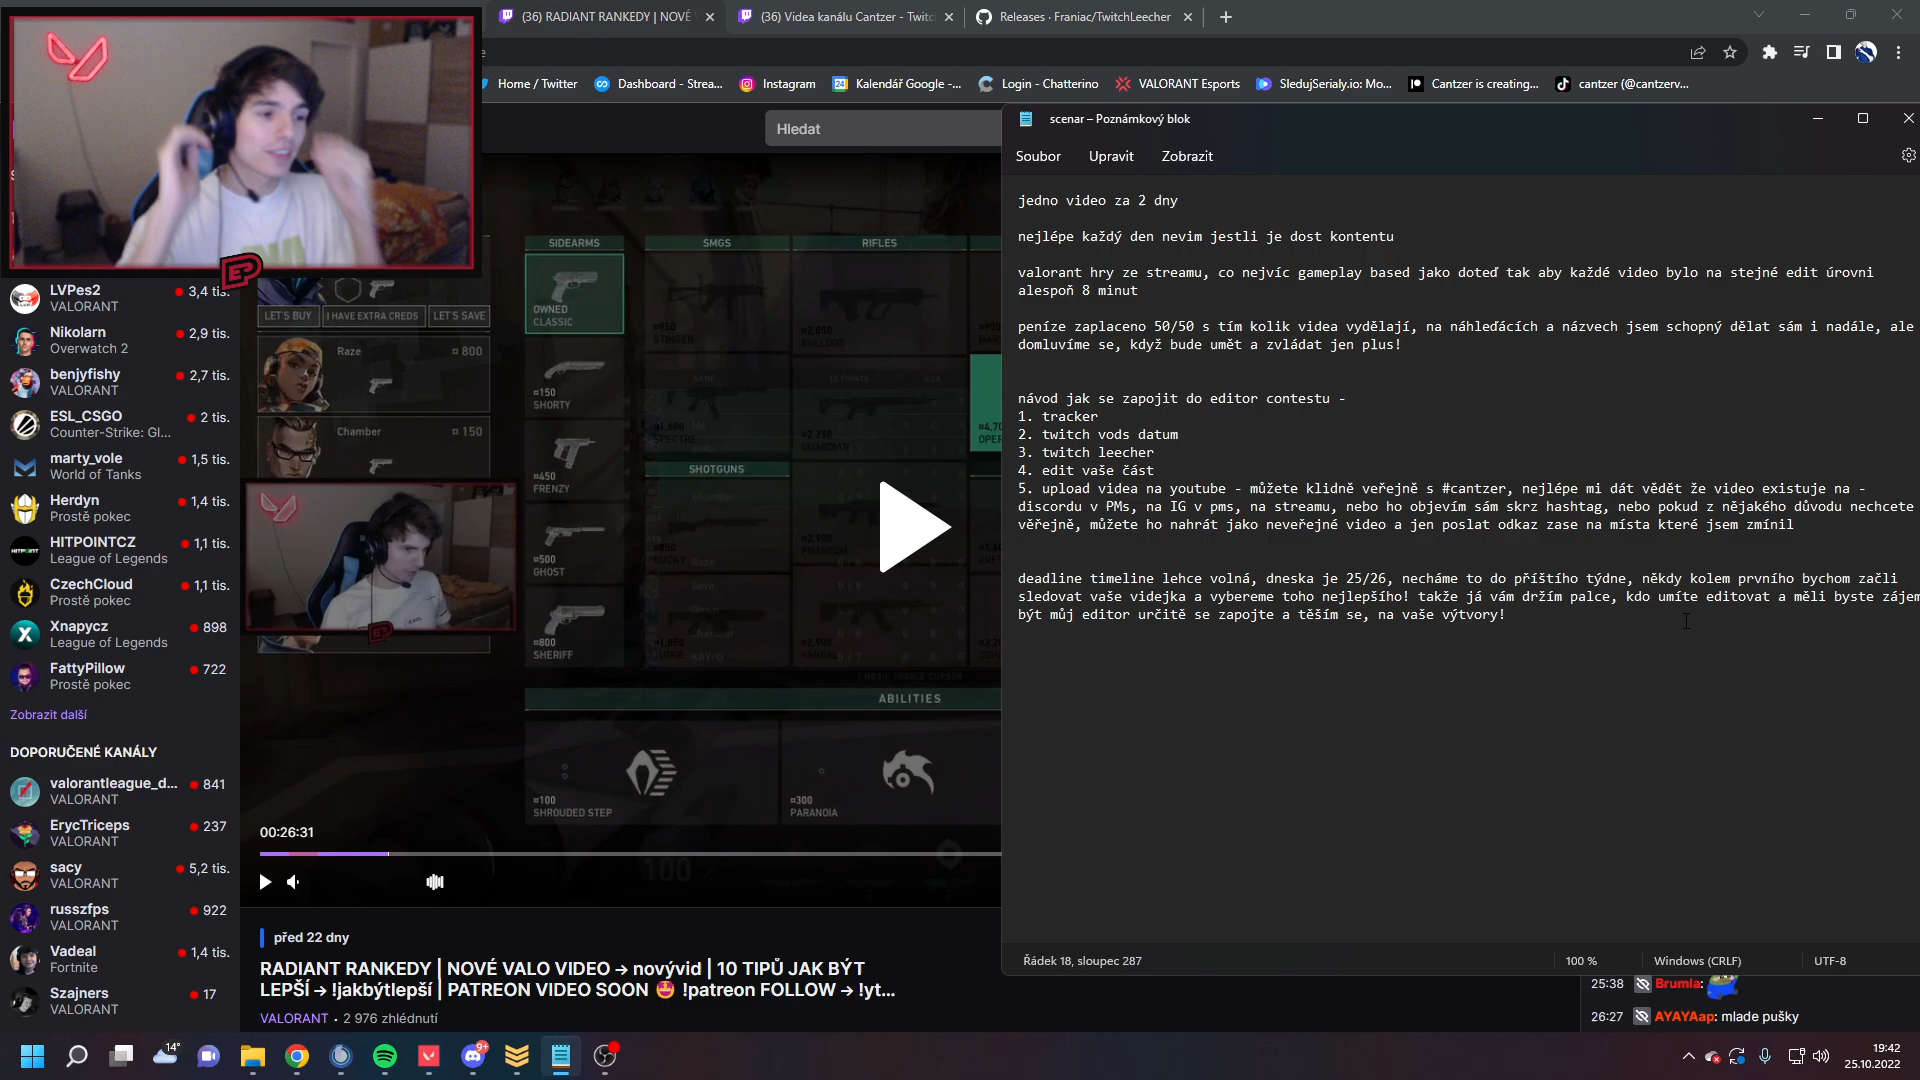 (36) RADIANT RANKEDY | NOVÉ
(36) Videa kanálu Cantzer - Twitc
Releases · Franiac/TwitchLeecher
Home / Twitter
Dashboard - Strea...
Instagram
Kalendář Google -...
Login - Chatterino
VALORANT Esports
SledujSerialy.io: Mo...
Cantzer is creating...
cantzer (@cantzerv...
Hledat
scenar – Poznámkový blok
Soubor
Upravit
Zobrazit
jedno video za 2 dny
nejlépe každý den nevim jestli je dost kontentu
valorant hry ze streamu, co nejvíc gameplay based jako doteď tak aby každé video bylo na stejné edit úrovni
alespoň 8 minut
peníze zaplaceno 50/50 s tím kolik videa vydělají, na náhleďácích a názvech jsem schopný dělat sám i nadále, ale
domluvíme se, když bude umět a zvládat jen plus!
návod jak se zapojit do editor contestu -
1. tracker
2. twitch vods datum
3. twitch leecher
4. edit vaše část
5. upload videa na youtube - můžete klidně veřejně s #cantzer, nejlépe mi dát vědět že video existuje na -
discordu v PMs, na IG v pms, na streamu, nebo ho objevím sám skrz hashtag, nebo pokud z nějakého důvodu nechcete
věřejně, můžete ho nahrát jako neveřejné video a jen poslat odkaz zase na místa které jsem zmínil
deadline timeline lehce volná, dneska je 25/26, necháme to do příštího týdne, někdy kolem prvního bychom začli
sledovat vaše videjka a vybereme toho nejlepšího! takže já vám držím palce, kdo umíte editovat a měli byste zájem
být můj editor určitě se zapojte a těším se, na vaše výtvory!
Řádek 18, sloupec 287
100 %
Windows (CRLF)
UTF-8
LVPes2
VALORANT
3,4 tis.
Nikolarn
Overwatch 2
2,9 tis.
benjyfishy
VALORANT
2,7 tis.
ESL_CSGO
Counter-Strike: Gl...
2 tis.
marty_vole
World of Tanks
1,5 tis.
Herdyn
Prostě pokec
1,4 tis.
HITPOINTCZ
League of Legends
1,1 tis.
CzechCloud
Prostě pokec
1,1 tis.
Xnapycz
League of Legends
898
FattyPillow
Prostě pokec
722
Zobrazit další
DOPORUČENÉ KANÁLY
valorantleague_d...
VALORANT
841
ErycTriceps
VALORANT
237
sacy
VALORANT
5,2 tis.
russzfps
VALORANT
922
Vadeal
Fortnite
1,4 tis.
Szajners
VALORANT
17
LET'S BUY
I HAVE EXTRA CREDS
LET'S SAVE
Raze
800
Chamber
150
SIDEARMS
SMGS
RIFLES
OWNED
CLASSIC
150
SHORTY
450
FRENZY
500
GHOST
800
SHERIFF
950
STINGER
1,600
SPECTRE
SHOTGUNS
2,050
BULLDOG
2,250
GUARDIAN
2,900
PHANTOM
ABILITIES
100
SHROUDED STEP
300
PARANOIA
00:26:31
před 22 dny
RADIANT RANKEDY | NOVÉ VALO VIDEO → novývid | 10 TIPŮ JAK BÝT
LEPŠÍ → !jakbýtlepší | PATREON VIDEO SOON 🤩 !patreon FOLLOW → !yt...
VALORANT · 2 976 zhlédnutí
25:38 Brumla:
26:27 AYAYAap: mlade pušky
14°
9+
19:42
25.10.2022